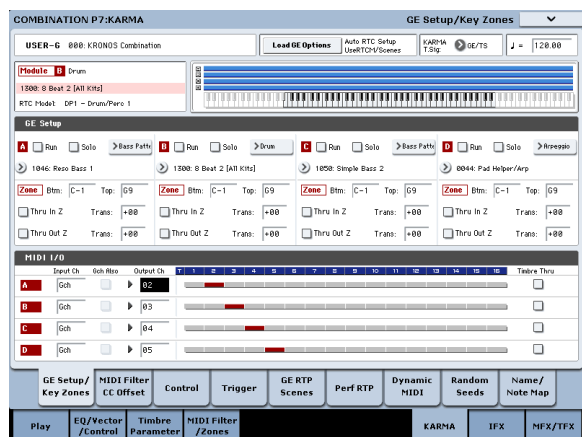 COMBINATION P7:KARMA GE Setup/Key Zones
USER-G 000: KRONOS Combination Load GE Options Auto RTC Setup UseRTCM/Scenes KARMA T.Sig: GE/TS ♩ = 120.00
Module B Drum
1300: 8 Beat 2 [All Kits]
RTC Model: DP1 - Drum/Perc 1
GE Setup
A Run Solo >Bass Patte B Run Solo >Drum C Run Solo >Bass Patte D Run Solo >Arpeggio
1046: Reso Bass 1 1300: 8 Beat 2 [All Kits] 1050: Simple Bass 2 0044: Pad Helper/Arp
Zone Btm: C-1 Top: G9 Zone Btm: C-1 Top: G9 Zone Btm: C-1 Top: G9 Zone Btm: C-1 Top: G9
Thru In Z Trans: +00 Thru In Z Trans: +00 Thru In Z Trans: +00 Thru In Z Trans: +00
Thru Out Z Trans: +00 Thru Out Z Trans: +00 Thru Out Z Trans: +00 Thru Out Z Trans: +00
MIDI I/O
Input Ch Gch Also Output Ch T 1 2 3 4 5 6 7 8 9 10 11 12 13 14 15 16 Timbre Thru
A Gch 02
B Gch 03
C Gch 04
D Gch 05
GE Setup/ Key Zones MIDI Filter CC Offset Control Trigger GE RTP Scenes Perf RTP Dynamic MIDI Random Seeds Name/ Note Map
Play EQ/Vector /Control Timbre Parameter MIDI Filter /Zones KARMA IFX MFX/TFX